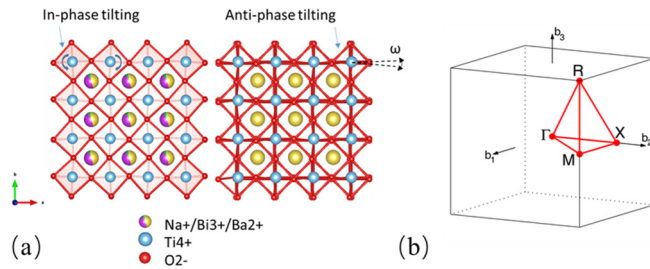 In-phase tilting
Anti-phase tilting
ω
b
a
Na+/Bi3+/Ba2+
Ti4+
O2-
(a)
b3
R
Γ
X
b2
b1
M
(b)